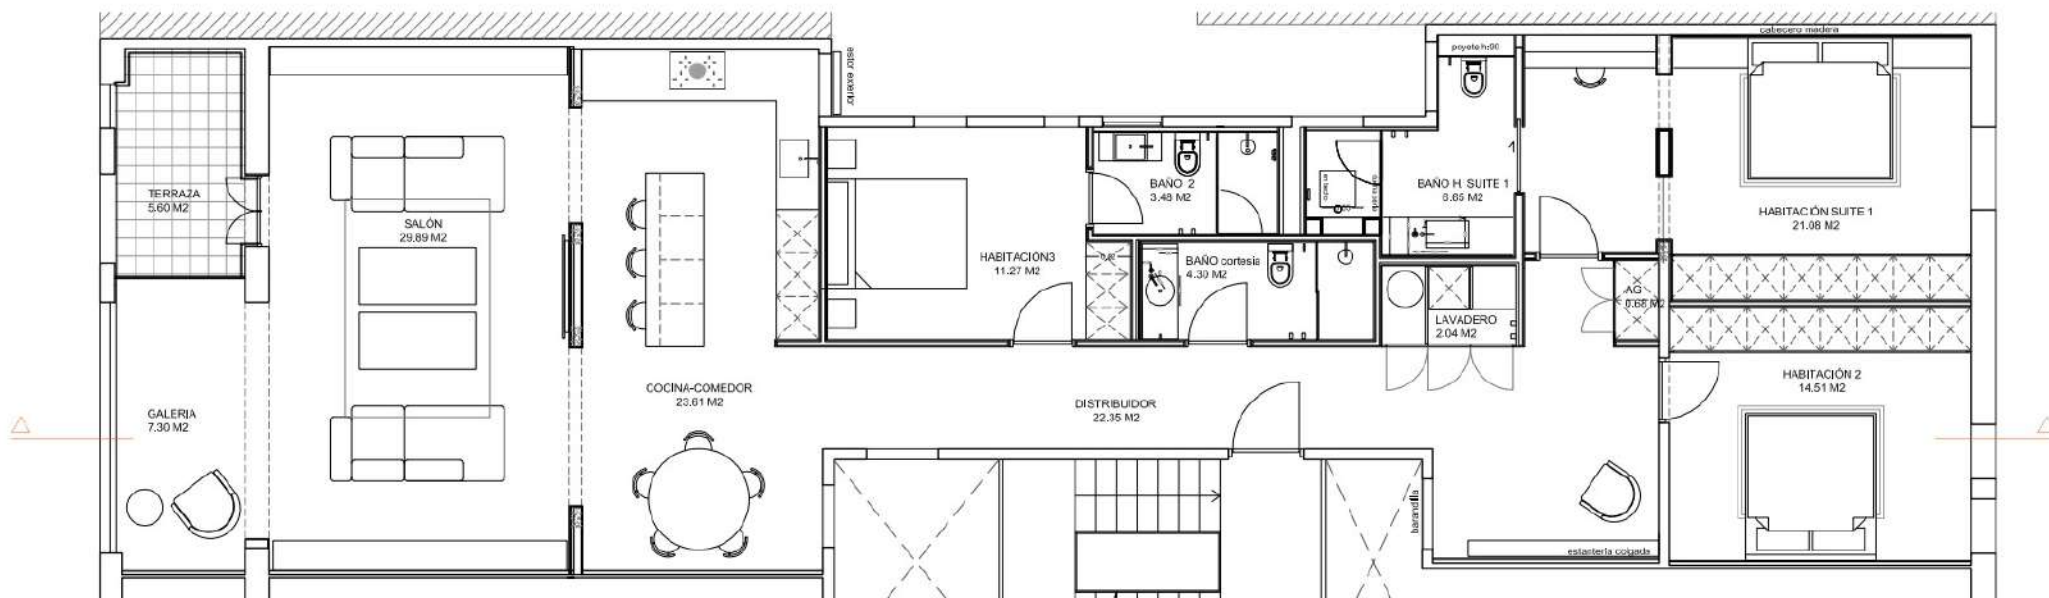 TERRAZA
5.60 M2
GALERIA
7.30 M2
SALÓN
29.89 M2
COCINA-COMEDOR
23.61 M2
estor exterior
HABITACION3
11.27 M2
BAÑO 2
3.48 M2
BAÑO cortesia
4.30 M2
DISTRIBUIDOR
22.35 M2
poyete h:90
BAÑO H. SUITE 1
6.65 M2
LAVADERO
2.04 M2
AG
0.68 M2
cabecero madera
HABITACIÓN SUITE 1
21.08 M2
HABITACIÓN 2
14.51 M2
barandilla
estantería colgada